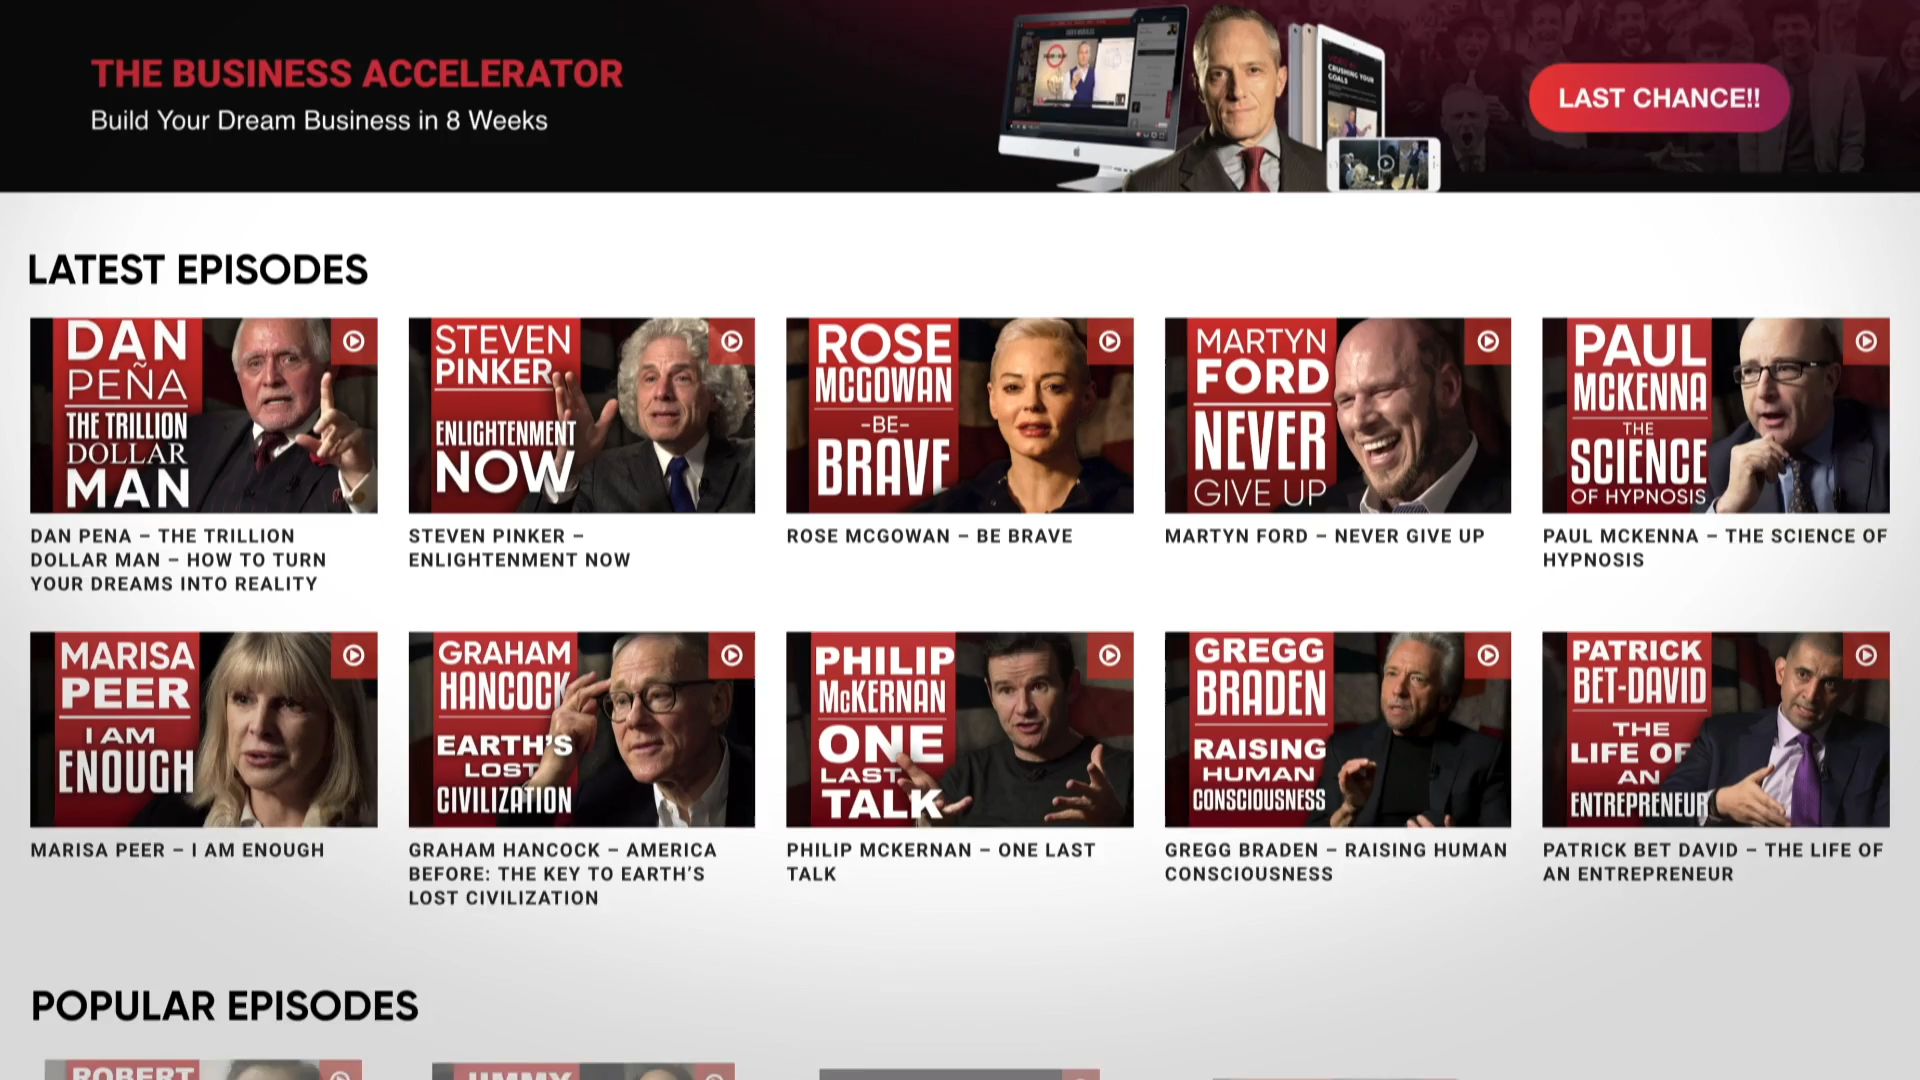 THE BUSINESS ACCELERATOR
Build Your Dream Business in 8 Weeks
CRUSHING YOUR
GOALS
LAST CHANCE!!
LATEST EPISODES
DAN
PEÑA
THE TRILLION
DOLLAR
MAN
DAN PENA – THE TRILLION
DOLLAR MAN – HOW TO TURN
YOUR DREAMS INTO REALITY
STEVEN
PINKER
ENLIGHTENMENT
NOW
STEVEN PINKER –
ENLIGHTENMENT NOW
ROSE
MCGOWAN
-BE-
BRAVE
ROSE MCGOWAN – BE BRAVE
MARTYN
FORD
NEVER
GIVE UP
MARTYN FORD – NEVER GIVE UP
PAUL
MCKENNA
THE
SCIENCE
OF HYPNOSIS
PAUL MCKENNA – THE SCIENCE OF
HYPNOSIS
MARISA
PEER
I AM
ENOUGH
MARISA PEER – I AM ENOUGH
GRAHAM
HANCOCK
EARTH'S
LOST
CIVILIZATION
GRAHAM HANCOCK – AMERICA
BEFORE: THE KEY TO EARTH'S
LOST CIVILIZATION
PHILIP
McKERNAN
ONE
LAST
TALK
PHILIP MCKERNAN – ONE LAST
TALK
GREGG
BRADEN
RAISING
HUMAN
CONSCIOUSNESS
GREGG BRADEN – RAISING HUMAN
CONSCIOUSNESS
PATRICK
BET-DAVID
THE
LIFE OF
AN
ENTREPRENEUR
PATRICK BET DAVID – THE LIFE OF
AN ENTREPRENEUR
POPULAR EPISODES
ROBERT
JIMMY